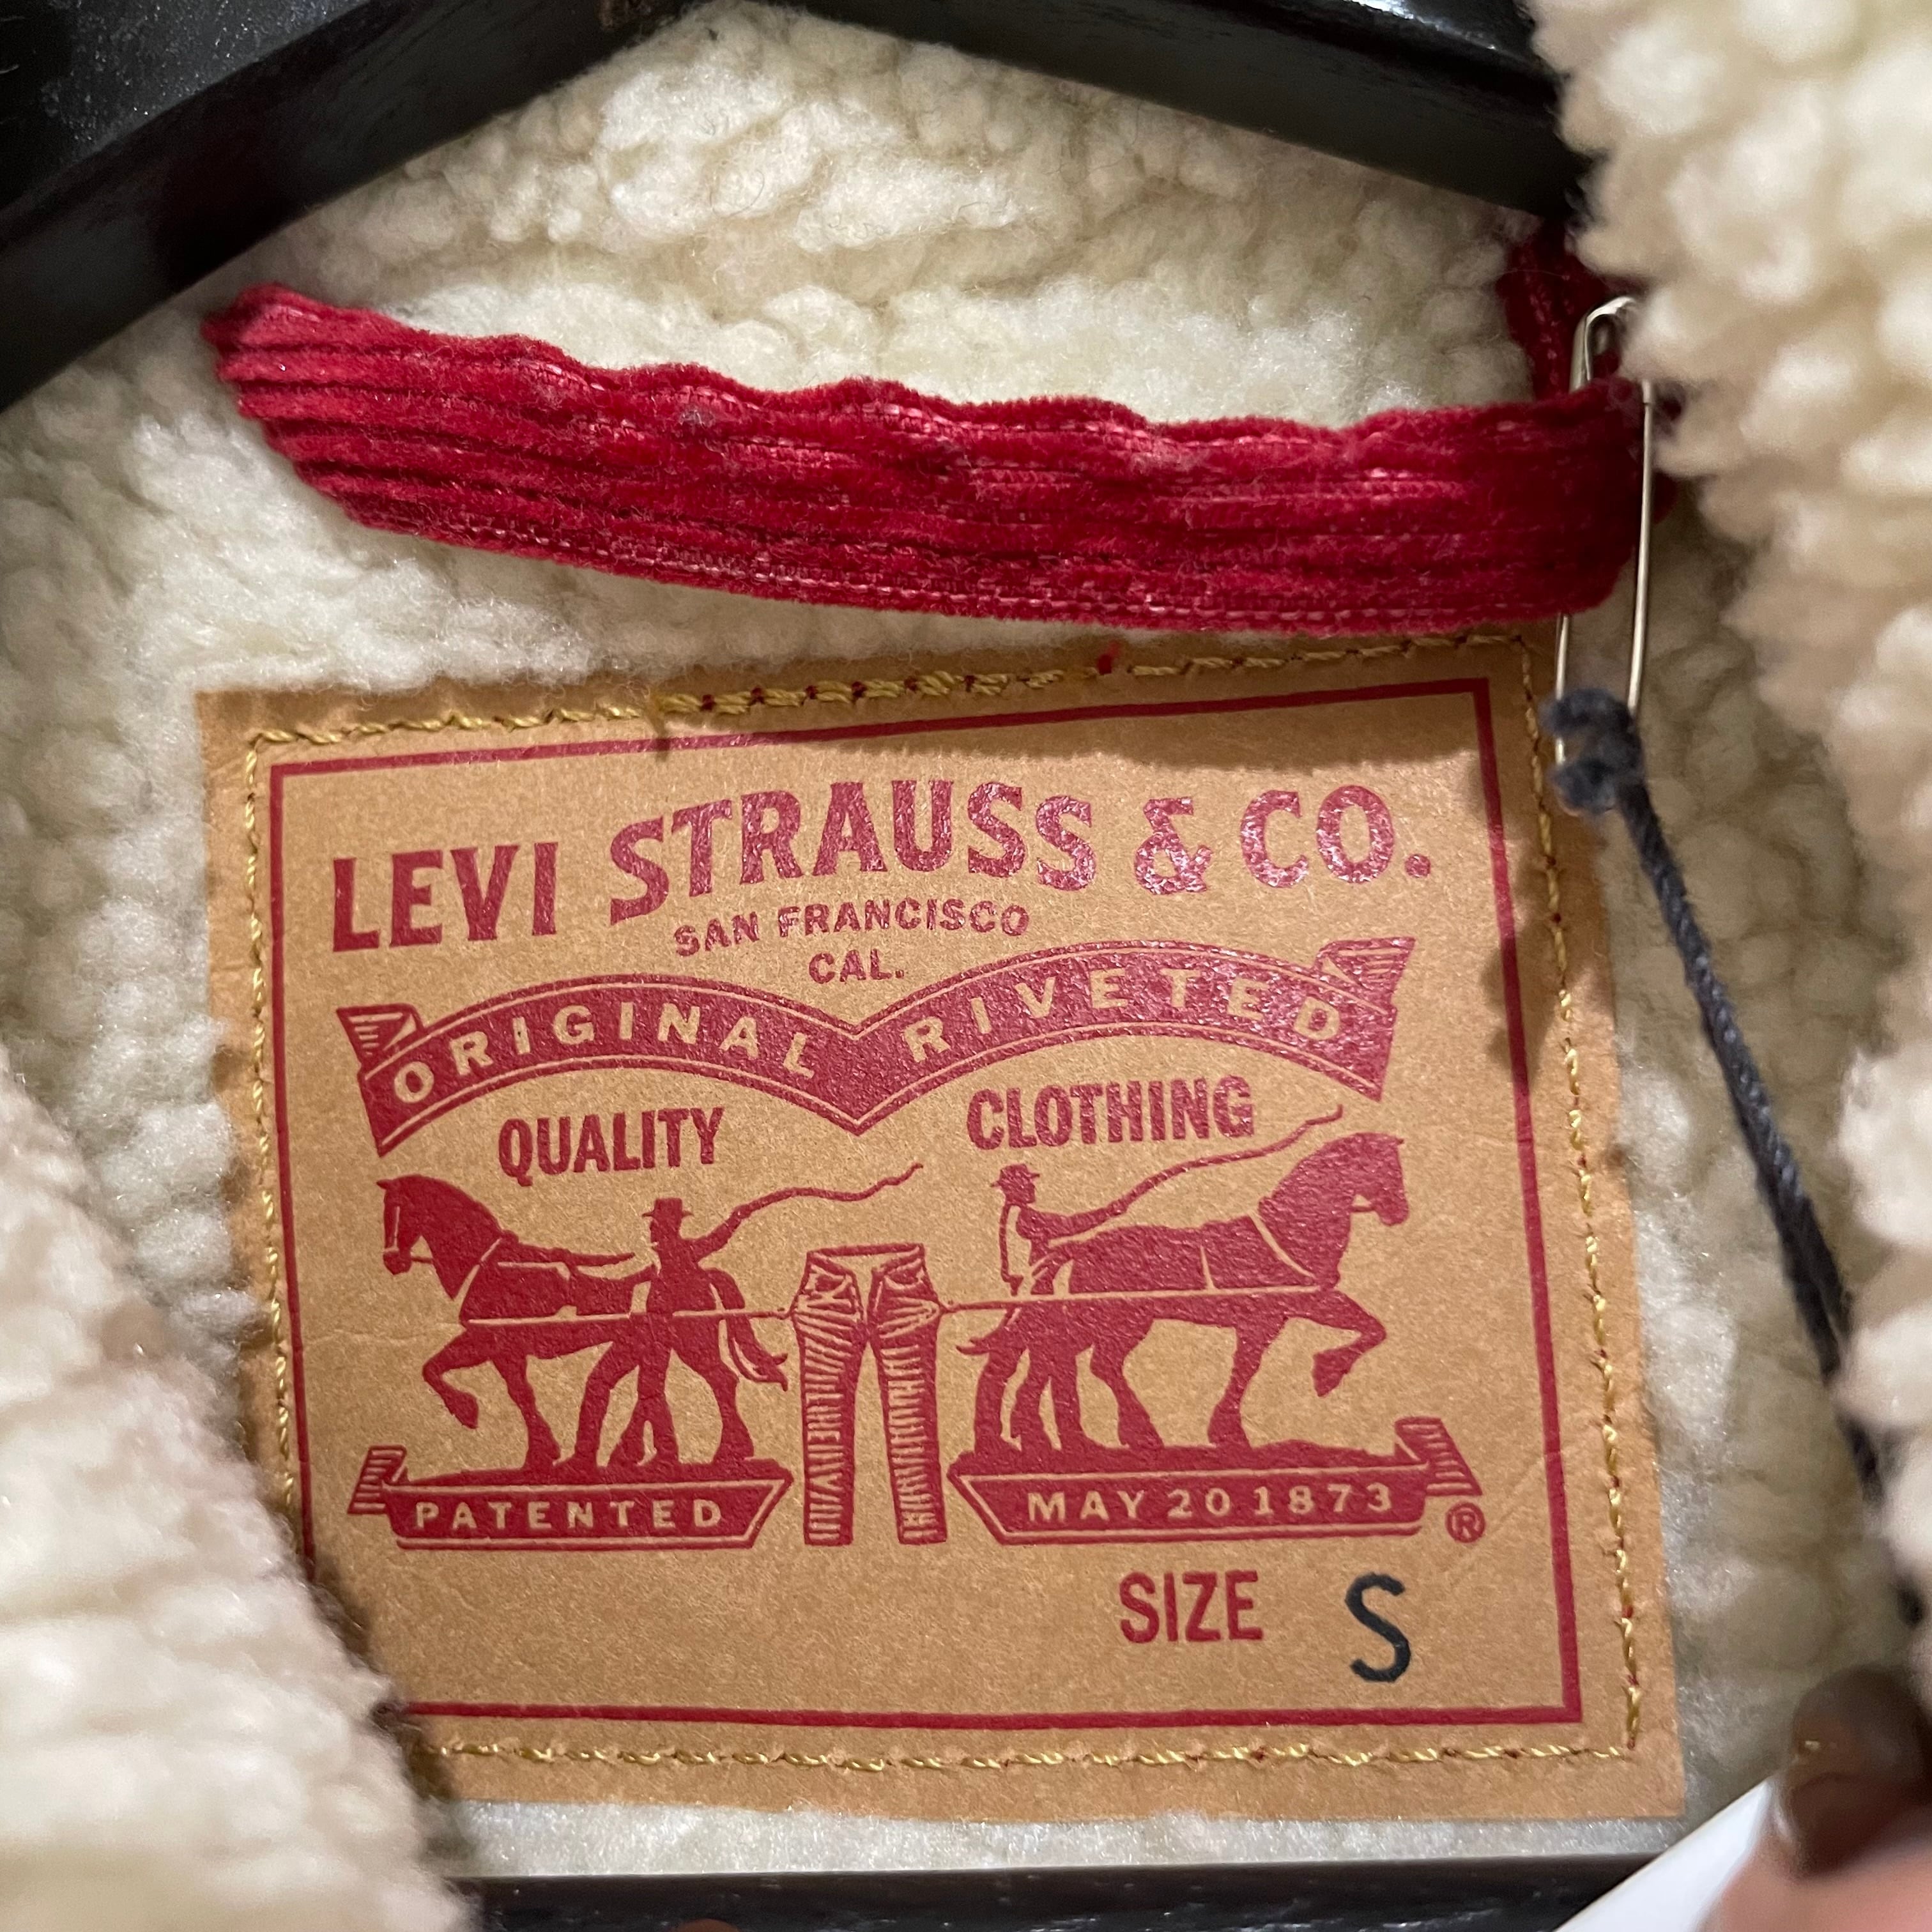 LEVI STRAUSS & CO.
SAN FRANCISCO
CAL.
ORIGINAL RIVETED
QUALITY CLOTHING
PATENTED MAY 20 1873 ®
SIZE S